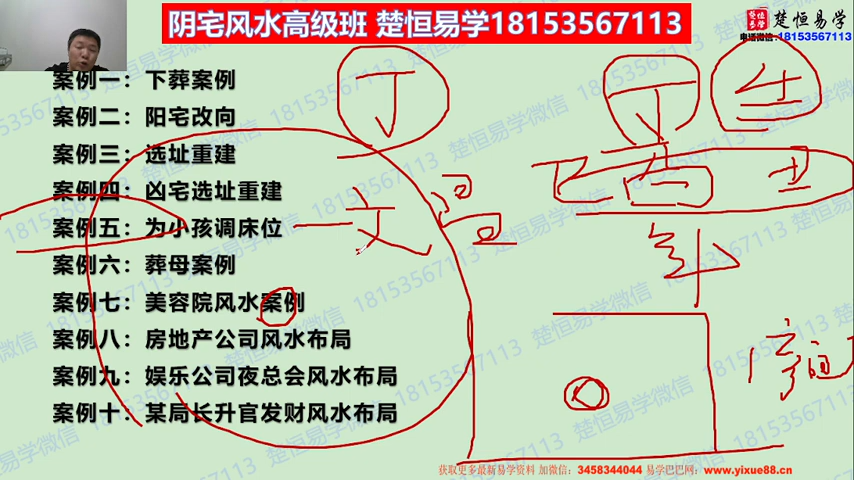 阴宅风水高级班 楚恒易学18153567113
楚恒易学
电话微信:18153567113
案例一：下葬案例
案例二：阳宅改向
案例三：选址重建
案例四：凶宅选址重建
案例五：为小孩调床位
案例六：葬母案例
案例七：美容院风水案例
案例八：房地产公司风水布局
案例九：娱乐公司夜总会风水布局
案例十：某局长升官发财风水布局
楚恒易学微信 18153567113
获取更多最新易学资料 加微信：3458344044 易学巴巴网：www.yixue88.cn